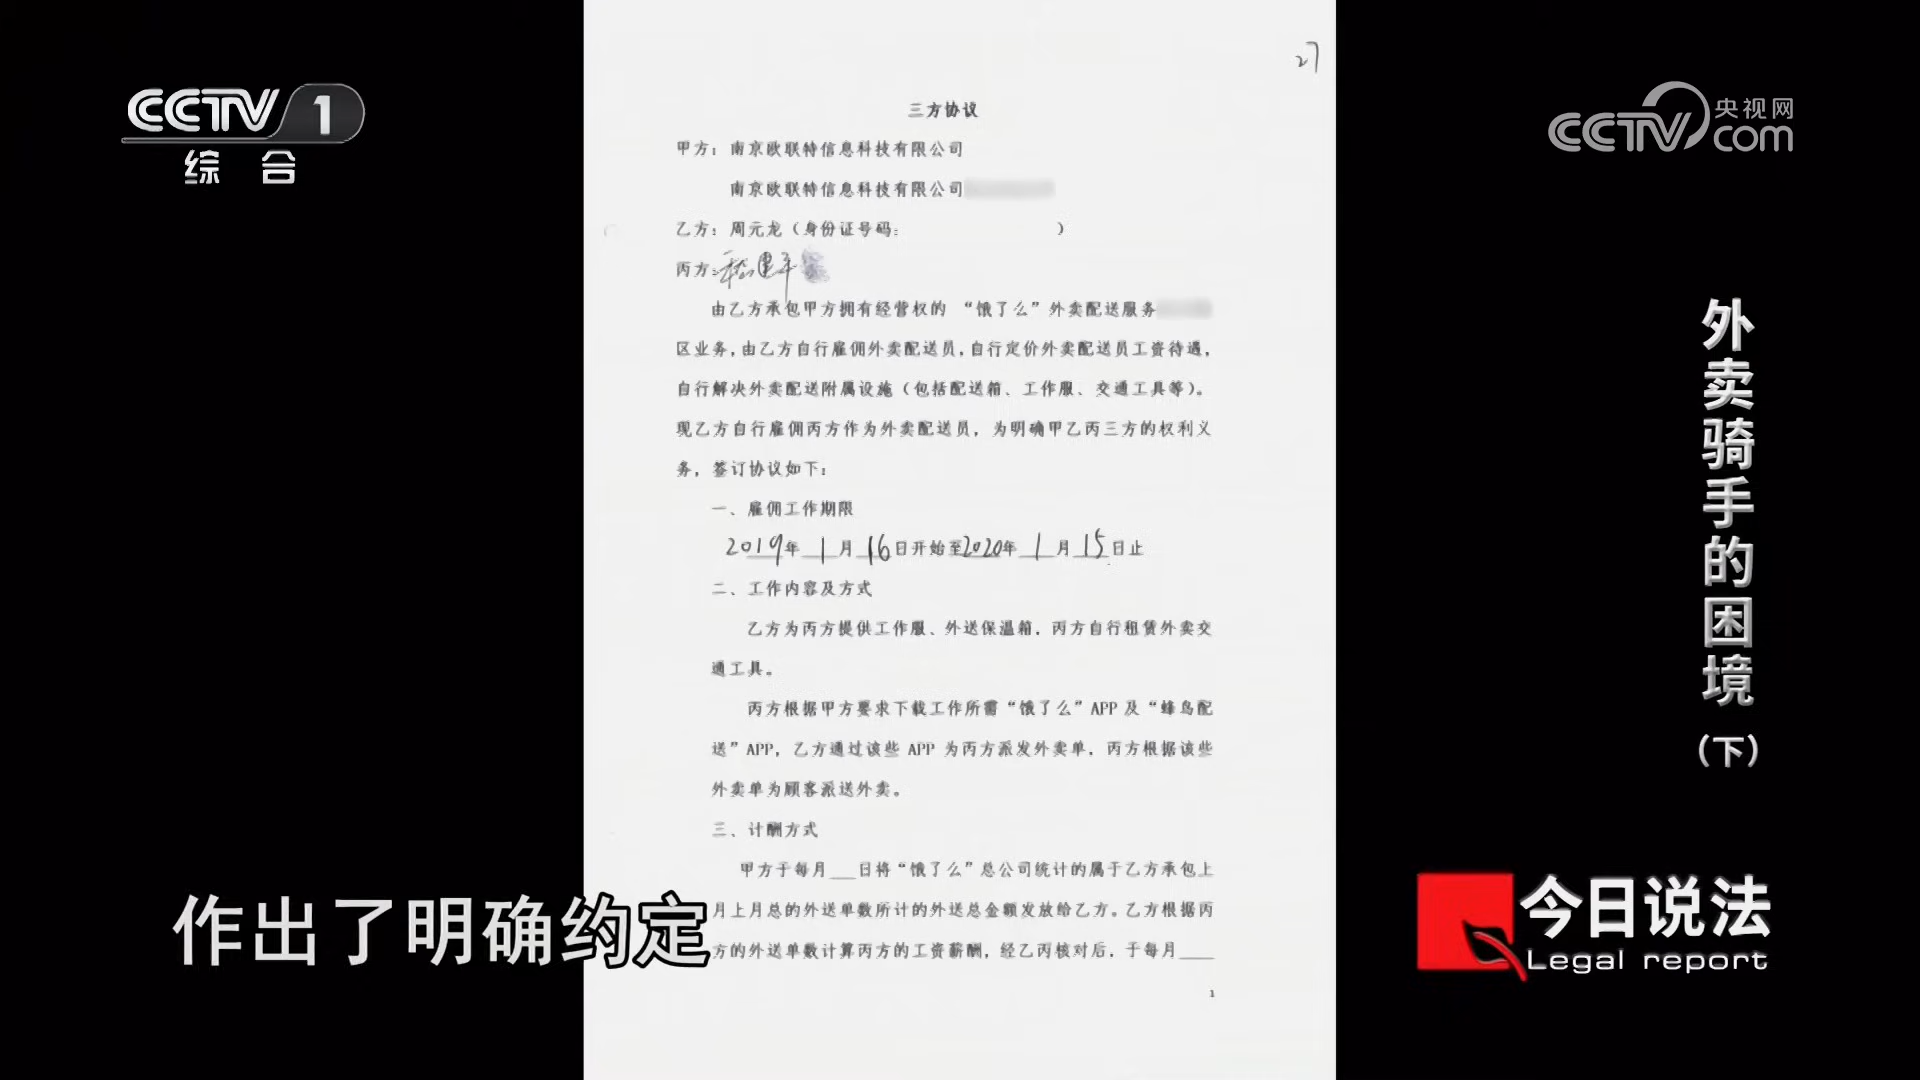 CCTV 1
综 合
央视网
CCTV com
27
三方协议
甲方：南京欧联特信息科技有限公司
南京欧联特信息科技有限公司
乙方：周元龙（身份证号码： ）
丙方：
由乙方承包甲方拥有经营权的 “饿了么”外卖配送服务
区业务，由乙方自行雇佣外卖配送员，自行定价外卖配送员工资待遇，
自行解决外卖配送附属设施（包括配送箱、工作服、交通工具等）。
现乙方自行雇佣丙方作为外卖配送员，为明确甲乙丙三方的权利义
务，签订协议如下：
一、雇佣工作期限
2019年 1 月 16 日开始至2020年 1 月 15 日止
二、工作内容及方式
乙方为丙方提供工作服、外送保温箱，丙方自行租赁外卖交
通工具。
丙方根据甲方要求下载工作所需“饿了么”APP 及“蜂鸟配
送”APP，乙方通过该些 APP 为丙方派发外卖单，丙方根据该些
外卖单为顾客派送外卖。
三、计酬方式
甲方于每月___日将“饿了么”总公司统计的属于乙方承包上
月上月总的外送单数所计的外送总金额发放给乙方。乙方根据丙
方的外送单数计算丙方的工资薪酬，经乙丙核对后，于每月____
1
外卖骑手的困境（下）
作出了明确约定
今日说法
Legal report